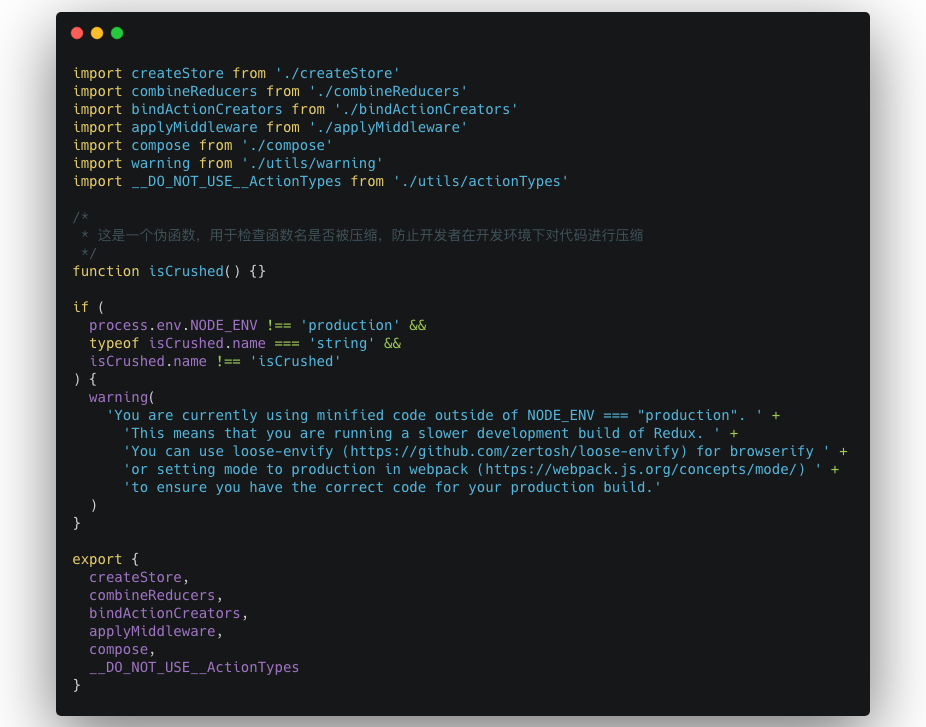 import createStore from './createStore'
import combineReducers from './combineReducers'
import bindActionCreators from './bindActionCreators'
import applyMiddleware from './applyMiddleware'
import compose from './compose'
import warning from './utils/warning'
import __DO_NOT_USE__ActionTypes from './utils/actionTypes'

/*
 * 这是一个伪函数，用于检查函数名是否被压缩，防止开发者在开发环境下对代码进行压缩
 */
function isCrushed() {}

if (
  process.env.NODE_ENV !== 'production' &&
  typeof isCrushed.name === 'string' &&
  isCrushed.name !== 'isCrushed'
) {
  warning(
    'You are currently using minified code outside of NODE_ENV === "production". ' +
      'This means that you are running a slower development build of Redux. ' +
      'You can use loose-envify (https://github.com/zertosh/loose-envify) for browserify ' +
      'or setting mode to production in webpack (https://webpack.js.org/concepts/mode/) ' +
      'to ensure you have the correct code for your production build.'
  )
}

export {
  createStore,
  combineReducers,
  bindActionCreators,
  applyMiddleware,
  compose,
  __DO_NOT_USE__ActionTypes
}